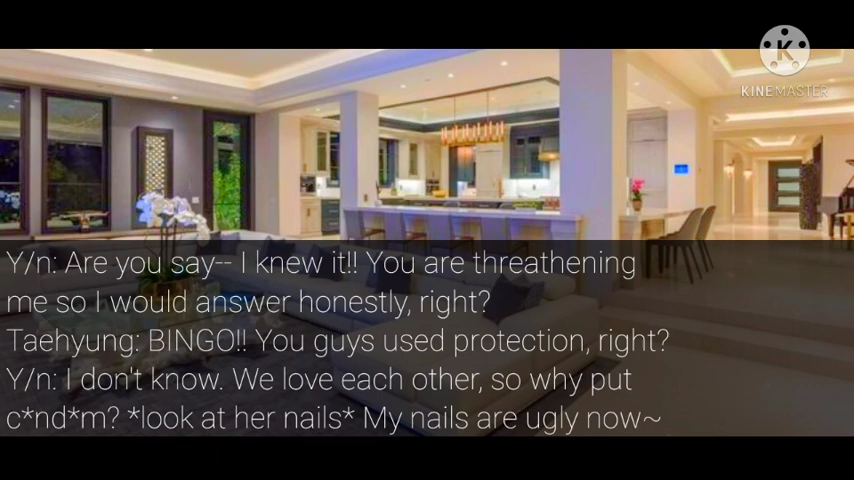 KINEMASTER
Y/n: Are you say-- I knew it!! You are threathening
me so I would answer honestly, right?
Taehyung: BINGO!! You guys used protection, right?
Y/n: I don't know. We love each other, so why put
c*nd*m? *look at her nails* My nails are ugly now~